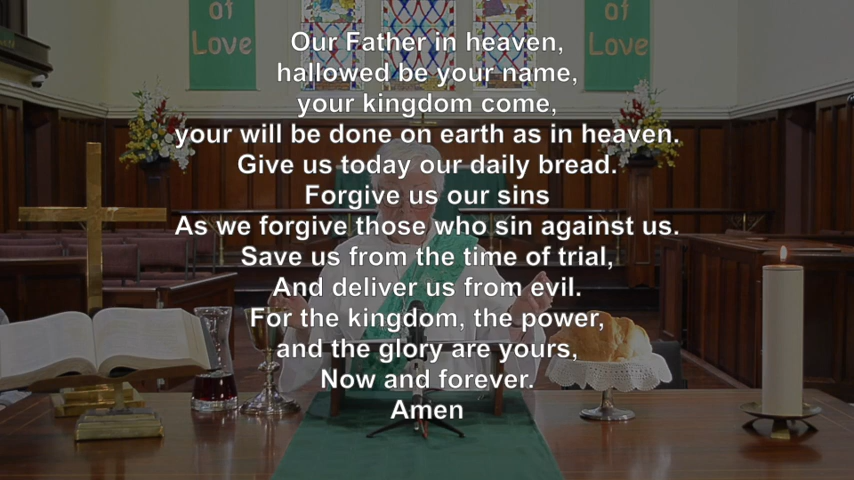 of
Love
of
Love
Our Father in heaven,
hallowed be your name,
your kingdom come,
your will be done on earth as in heaven.
Give us today our daily bread.
Forgive us our sins
As we forgive those who sin against us.
Save us from the time of trial,
And deliver us from evil.
For the kingdom, the power,
and the glory are yours,
Now and forever.
Amen